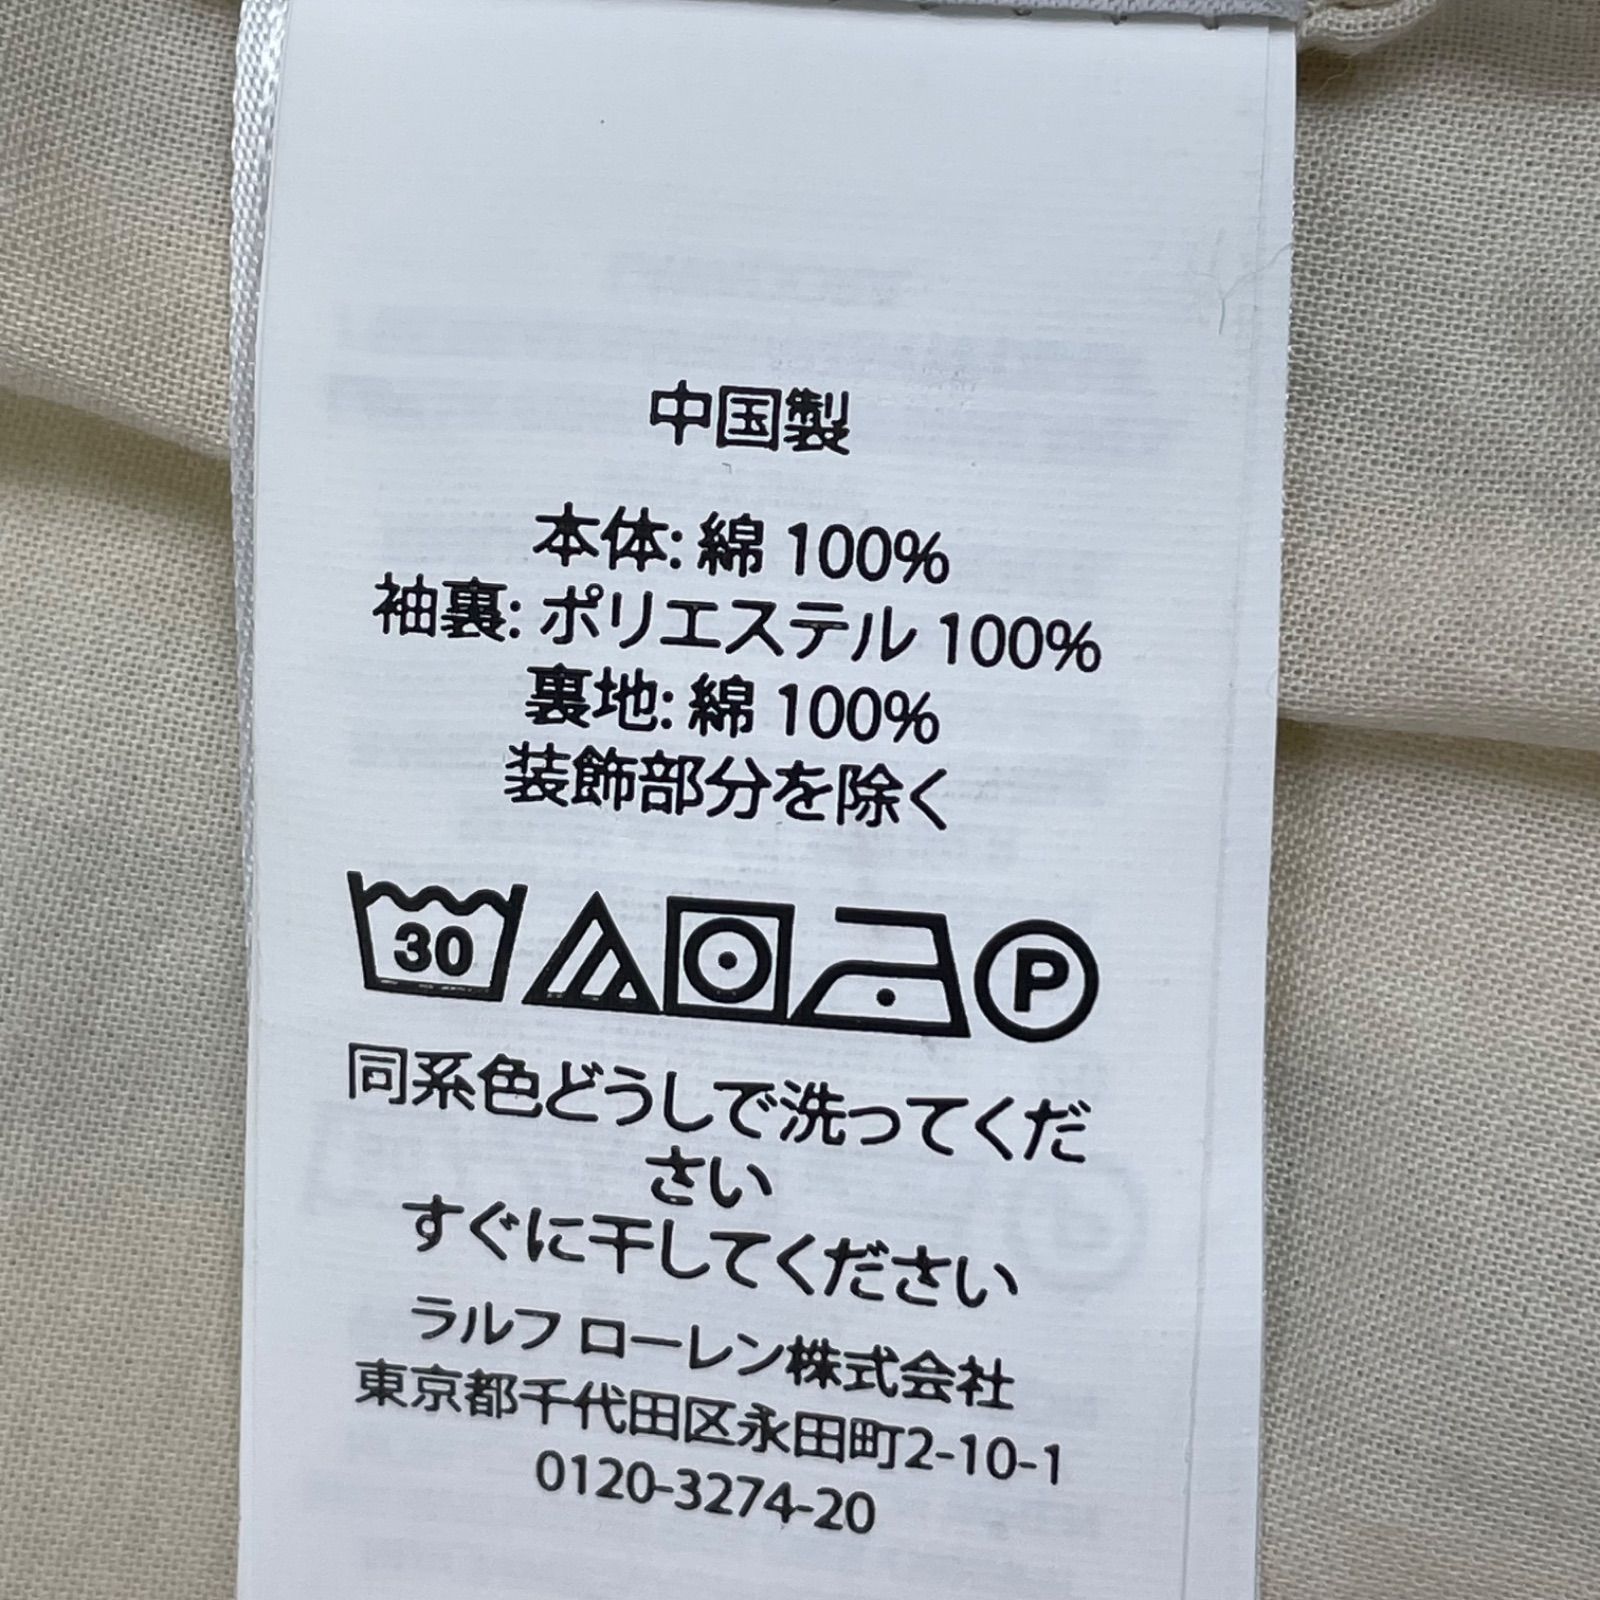 中国製
本体: 綿 100%
袖裏: ポリエステル 100%
裏地: 綿 100%
装飾部分を除く
30 P
同系色どうしで洗ってくだ
さい
すぐに干してください
ラルフ ローレン株式会社
東京都千代田区永田町2-10-1
0120-3274-20